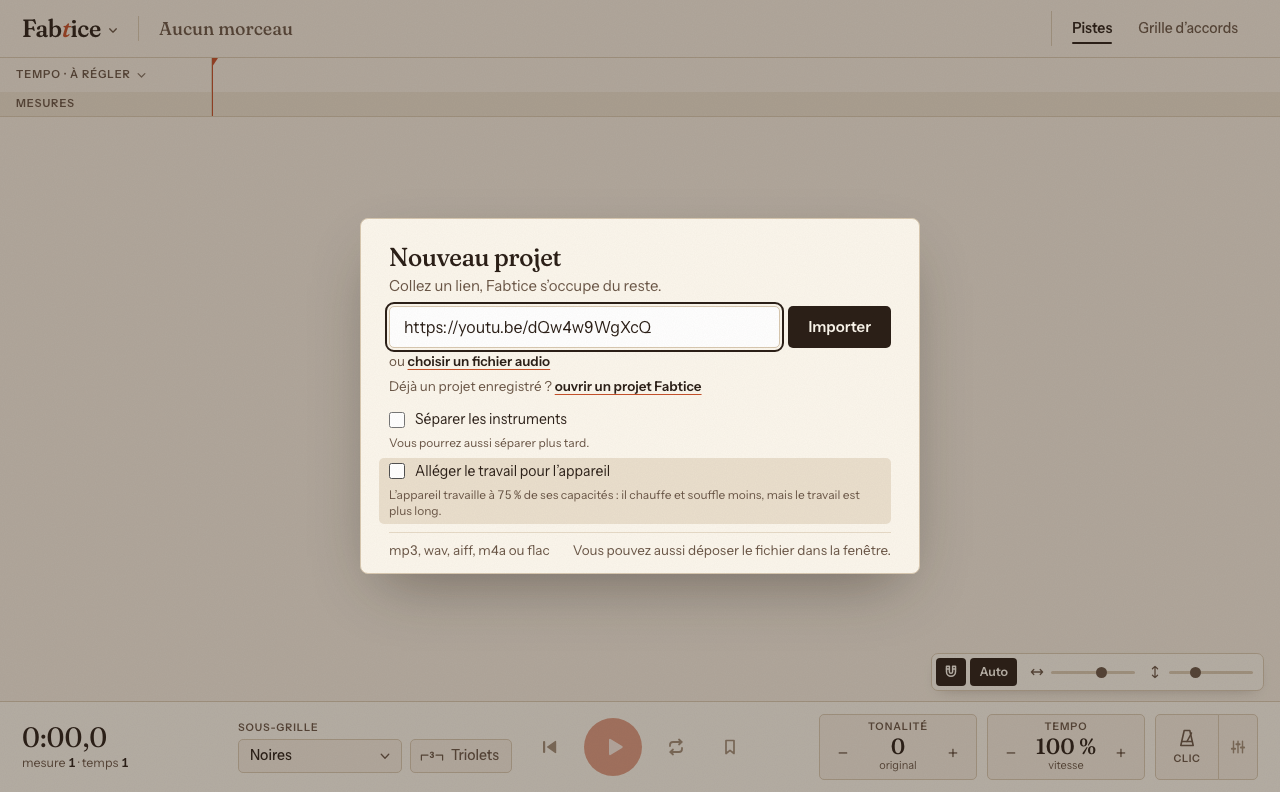 Fabtice
Aucun morceau
Pistes
Grille d’accords
TEMPO · À RÉGLER
MESURES
Nouveau projet
Collez un lien, Fabtice s’occupe du reste.
https://youtu.be/dQw4w9WgXcQ
Importer
ou choisir un fichier audio
Déjà un projet enregistré ? ouvrir un projet Fabtice
Séparer les instruments
Vous pourrez aussi séparer plus tard.
Alléger le travail pour l’appareil
L’appareil travaille à 75 % de ses capacités : il chauffe et souffle moins, mais le travail est
plus long.
mp3, wav, aiff, m4a ou flac
Vous pouvez aussi déposer le fichier dans la fenêtre.
Auto
0:00,0
mesure 1 · temps 1
SOUS-GRILLE
Noires
3
Triolets
TONALITÉ
− 0 +
original
TEMPO
− 100 % +
vitesse
CLIC